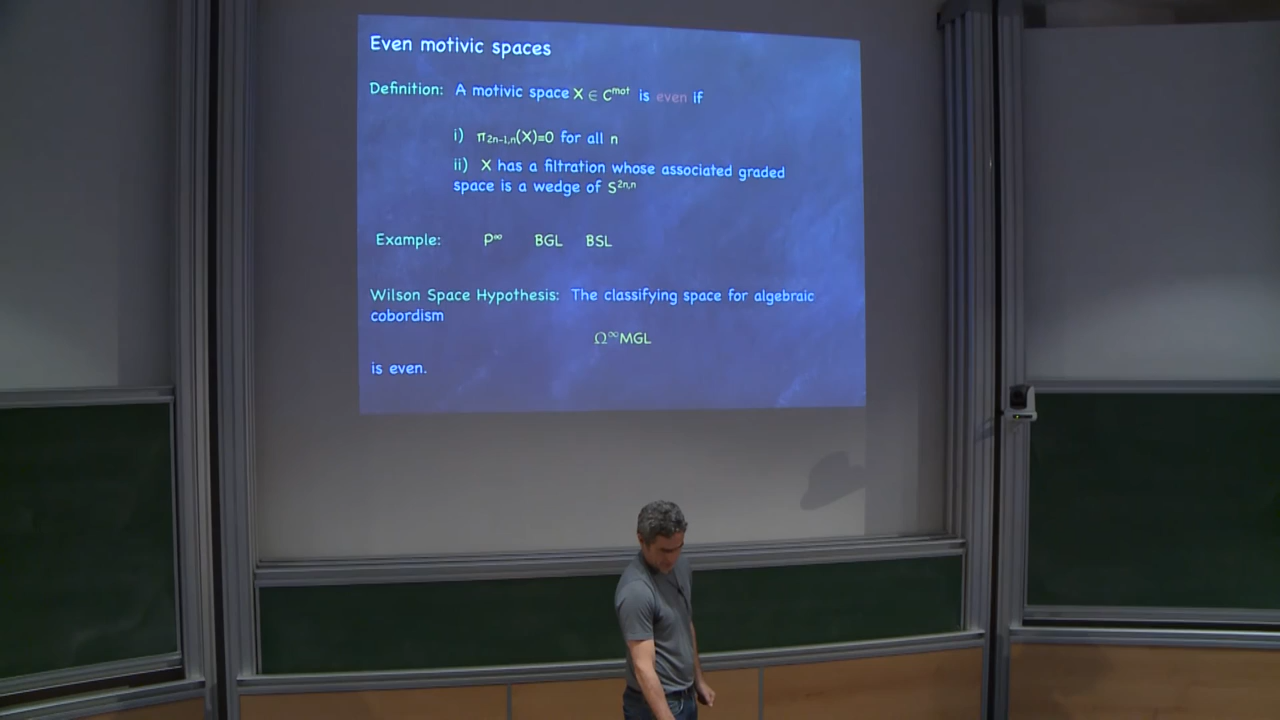 Even motivic spaces
Definition: A motivic space X ∈ C^mot is even if
i) π_{2n-1,n}(X)=0 for all n
ii) X has a filtration whose associated graded
space is a wedge of S^{2n,n}
Example: P^∞ BGL BSL
Wilson Space Hypothesis: The classifying space for algebraic
cobordism
Ω^∞MGL
is even.